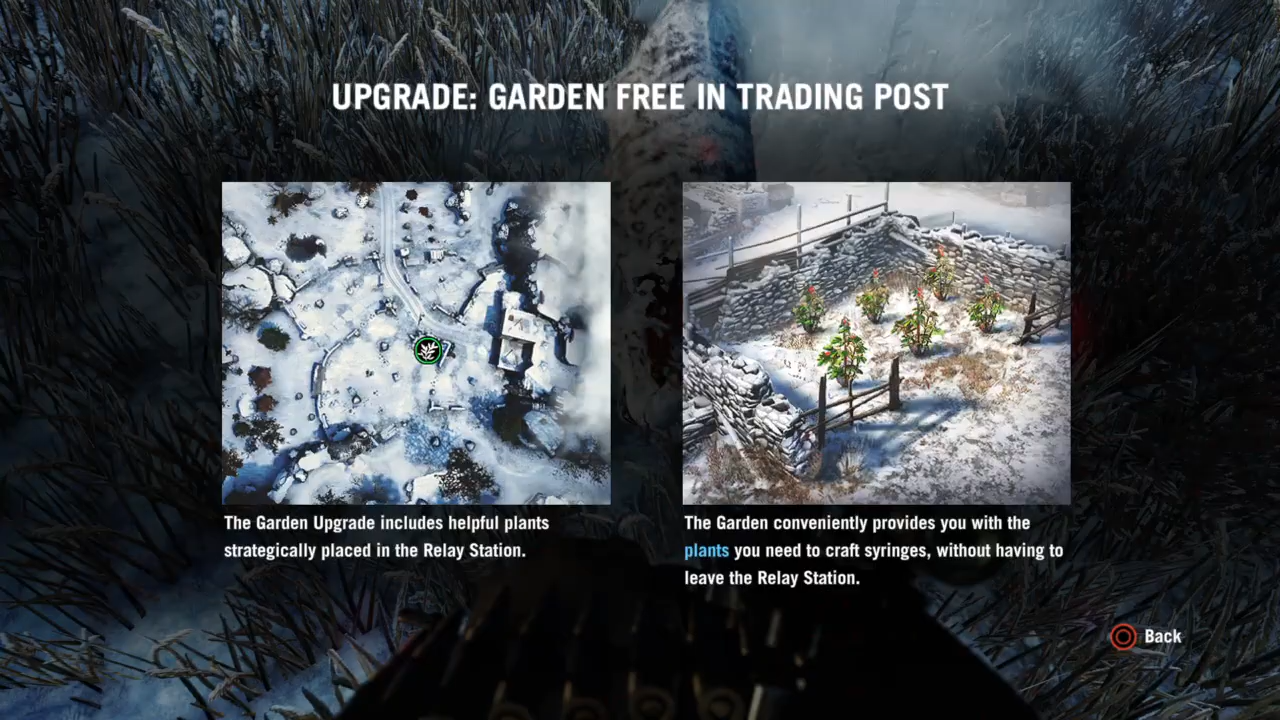 UPGRADE: GARDEN FREE IN TRADING POST
The Garden Upgrade includes helpful plants
strategically placed in the Relay Station.
The Garden conveniently provides you with the
plants you need to craft syringes, without having to
leave the Relay Station.
Back